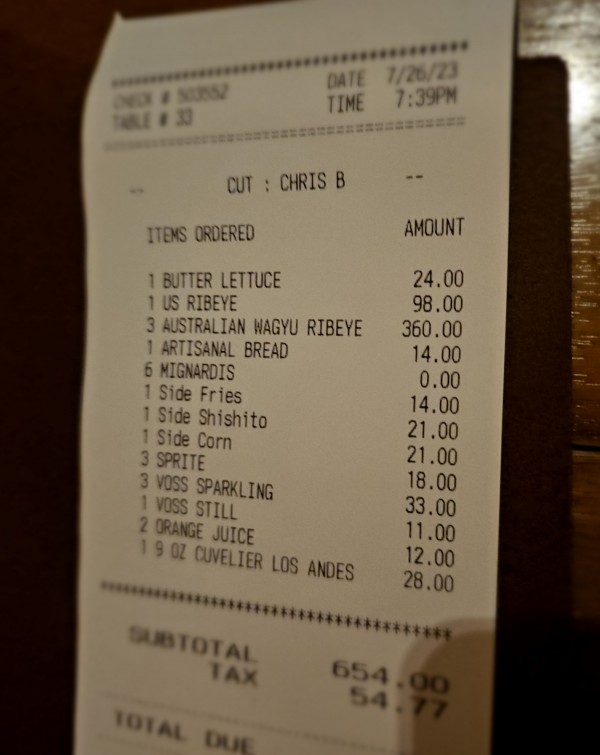 ***********************************
CHECK # 503552 DATE 7/26/23
TABLE # 33 TIME 7:39PM
===================================
-- CUT : CHRIS B --
ITEMS ORDERED AMOUNT
1 BUTTER LETTUCE 24.00
1 US RIBEYE 98.00
3 AUSTRALIAN WAGYU RIBEYE 360.00
1 ARTISANAL BREAD 14.00
6 MIGNARDIS 0.00
1 Side Fries 14.00
1 Side Shishito 21.00
1 Side Corn 21.00
3 SPRITE 18.00
3 VOSS SPARKLING 33.00
1 VOSS STILL 11.00
2 ORANGE JUICE 12.00
1 9 OZ CUVELIER LOS ANDES 28.00
***********************************
SUBTOTAL 654.00
TAX 54.77
TOTAL DUE